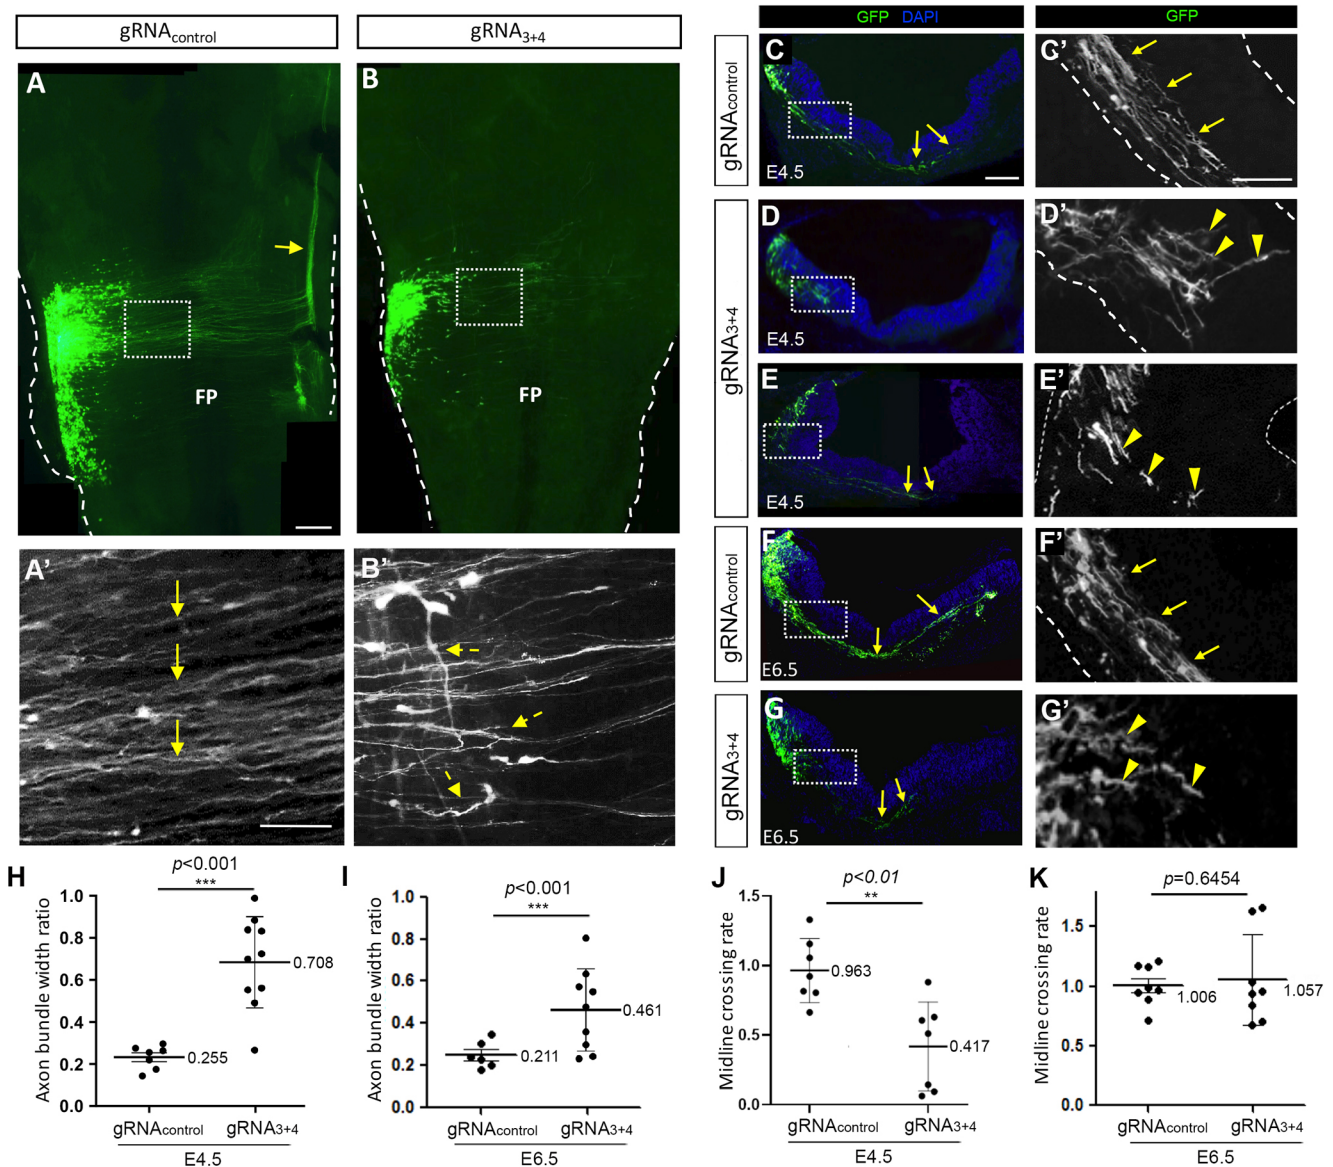 gRNAcontrol
gRNA3+4
A
FP
B
FP
A'
B'
GFP DAPI
GFP
gRNAcontrol
C
E4.5
C'
gRNA3+4
D
E4.5
D'
E
E4.5
E'
gRNAcontrol
F
E6.5
F'
gRNA3+4
G
E6.5
G'
H
p<0.001
***
Axon bundle width ratio
1.0
0.8
0.6
0.4
0.2
0.0
0.708
0.255
gRNAcontrol
gRNA3+4
E4.5
I
p<0.001
***
Axon bundle width ratio
1.0
0.8
0.6
0.4
0.2
0.0
0.461
0.211
gRNAcontrol
gRNA3+4
E6.5
J
p<0.01
**
Midline crossing rate
1.5
1.0
0.5
0.0
0.963
0.417
gRNAcontrol
gRNA3+4
E4.5
K
p=0.6454
Midline crossing rate
1.5
1.0
0.5
0.0
1.006
1.057
gRNAcontrol
gRNA3+4
E6.5